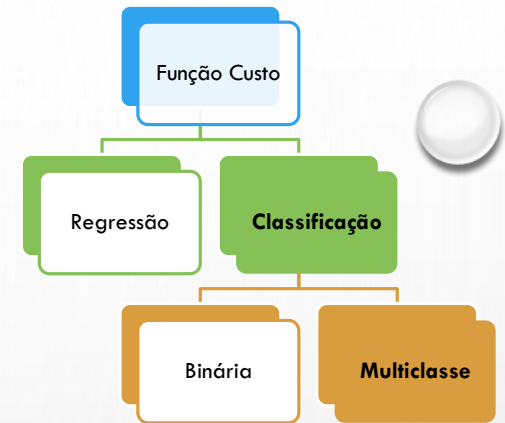 Função Custo
Regressão
Classificação
Binária
Multiclasse